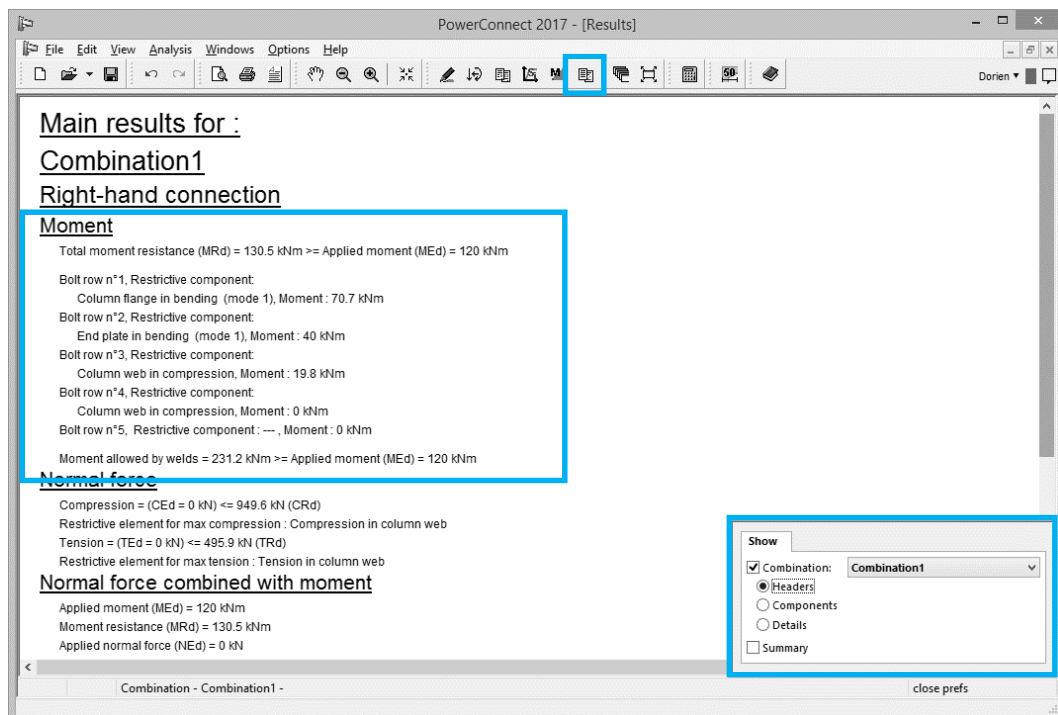 PowerConnect 2017 - [Results]
File Edit View Analysis Windows Options Help
50
Dorien
Main results for :
Combination1
Right-hand connection
Moment
Total moment resistance (MRd) = 130.5 kNm >= Applied moment (MEd) = 120 kNm
Bolt row n°1, Restrictive component:
Column flange in bending (mode 1), Moment : 70.7 kNm
Bolt row n°2, Restrictive component:
End plate in bending (mode 1), Moment : 40 kNm
Bolt row n°3, Restrictive component:
Column web in compression, Moment : 19.8 kNm
Bolt row n°4, Restrictive component:
Column web in compression, Moment : 0 kNm
Bolt row n°5, Restrictive component : --- , Moment : 0 kNm
Moment allowed by welds = 231.2 kNm >= Applied moment (MEd) = 120 kNm
Normal force
Compression = (CEd = 0 kN) <= 949.6 kN (CRd)
Restrictive element for max compression : Compression in column web
Tension = (TEd = 0 kN) <= 495.9 kN (TRd)
Restrictive element for max tension : Tension in column web
Normal force combined with moment
Applied moment (MEd) = 120 kNm
Moment resistance (MRd) = 130.5 kNm
Applied normal force (NEd) = 0 kN
Show
Combination: Combination1
Headers
Components
Details
Summary
Combination - Combination1 -
close prefs